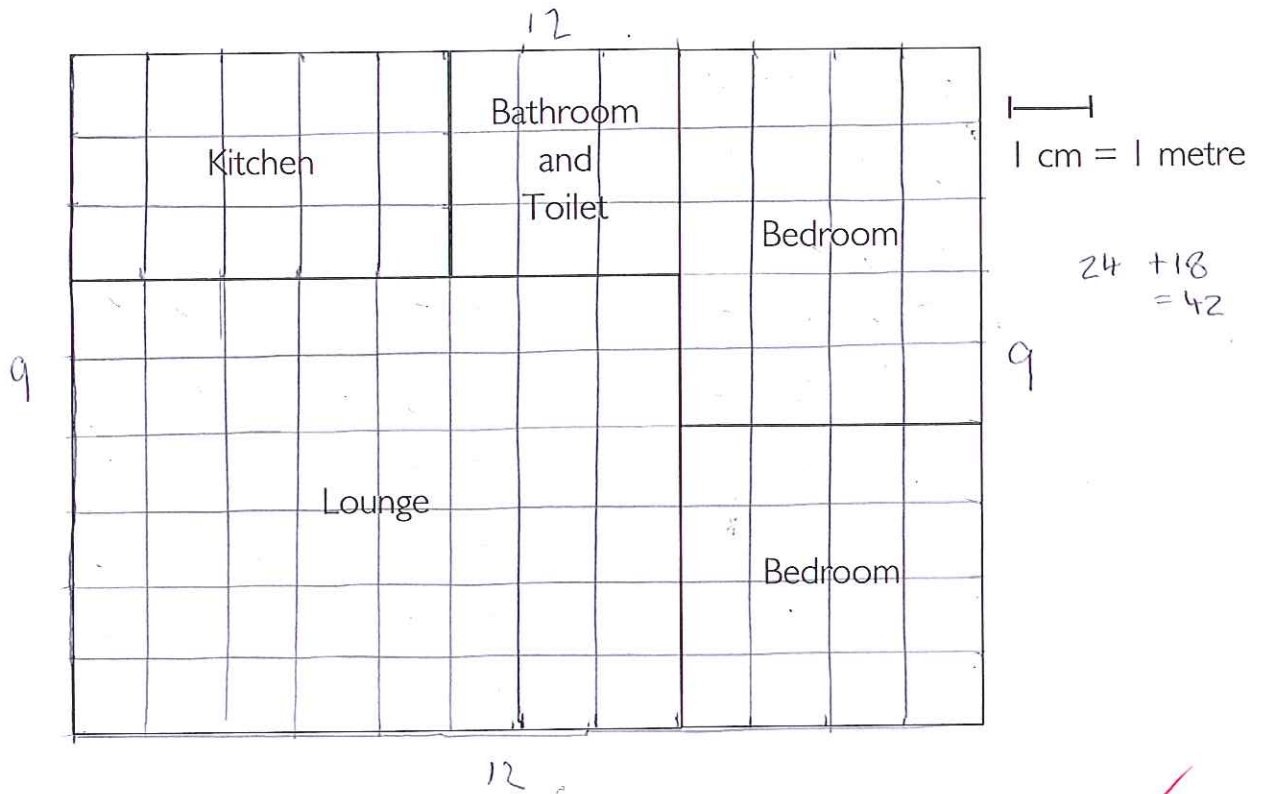 12
Kitchen
Bathroom
and
Toilet
Bedroom
1 cm = 1 metre
24 + 18
= 42
9
9
Lounge
Bedroom
12